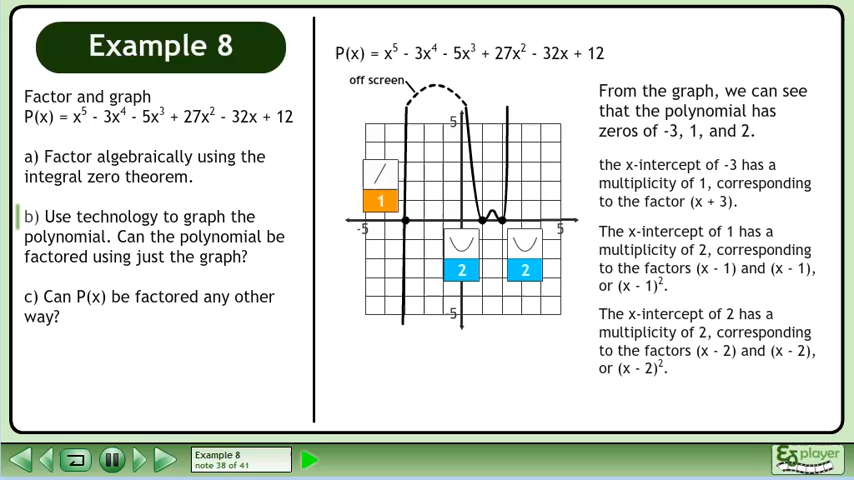 Example 8
Factor and graph
P(x) = x⁵ - 3x⁴ - 5x³ + 27x² - 32x + 12
a) Factor algebraically using the
integral zero theorem.
b) Use technology to graph the
polynomial. Can the polynomial be
factored using just the graph?
c) Can P(x) be factored any other
way?
P(x) = x⁵ - 3x⁴ - 5x³ + 27x² - 32x + 12
off screen
5
1
-5
5
2
2
-5
From the graph, we can see
that the polynomial has
zeros of -3, 1, and 2.
the x-intercept of -3 has a
multiplicity of 1, corresponding
to the factor (x + 3).
The x-intercept of 1 has a
multiplicity of 2, corresponding
to the factors (x - 1) and (x - 1),
or (x - 1)².
The x-intercept of 2 has a
multiplicity of 2, corresponding
to the factors (x - 2) and (x - 2),
or (x - 2)².
Example 8
note 38 of 41
player